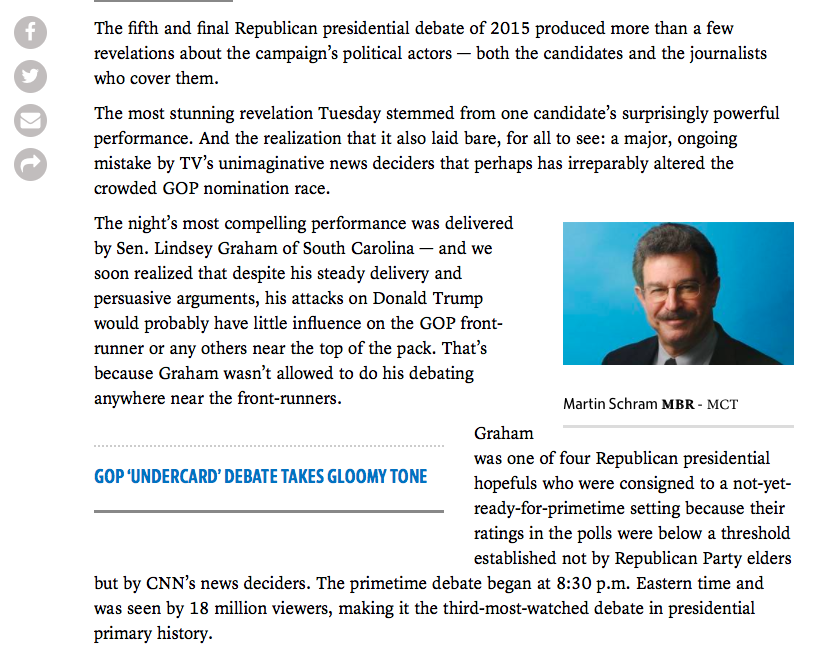 The fifth and final Republican presidential debate of 2015 produced more than a few
revelations about the campaign's political actors — both the candidates and the journalists
who cover them.
The most stunning revelation Tuesday stemmed from one candidate's surprisingly powerful
performance. And the realization that it also laid bare, for all to see: a major, ongoing
mistake by TV's unimaginative news deciders that perhaps has irreparably altered the
crowded GOP nomination race.
The night's most compelling performance was delivered
by Sen. Lindsey Graham of South Carolina — and we
soon realized that despite his steady delivery and
persuasive arguments, his attacks on Donald Trump
would probably have little influence on the GOP front-
runner or any others near the top of the pack. That's
because Graham wasn't allowed to do his debating
anywhere near the front-runners.
Martin Schram MBR - MCT
GOP 'UNDERCARD' DEBATE TAKES GLOOMY TONE
Graham
was one of four Republican presidential
hopefuls who were consigned to a not-yet-
ready-for-primetime setting because their
ratings in the polls were below a threshold
established not by Republican Party elders
but by CNN's news deciders. The primetime debate began at 8:30 p.m. Eastern time and
was seen by 18 million viewers, making it the third-most-watched debate in presidential
primary history.